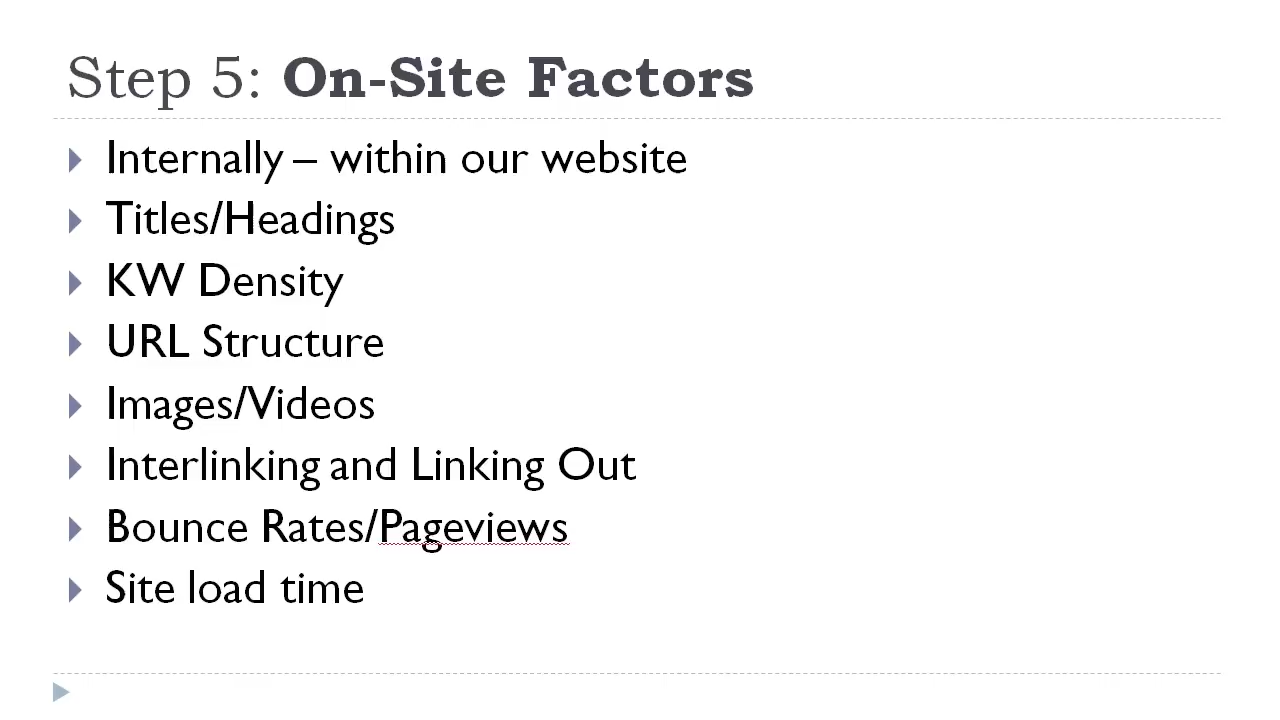 Step 5: On-Site Factors
Internally – within our website
Titles/Headings
KW Density
URL Structure
Images/Videos
Interlinking and Linking Out
Bounce Rates/Pageviews
Site load time